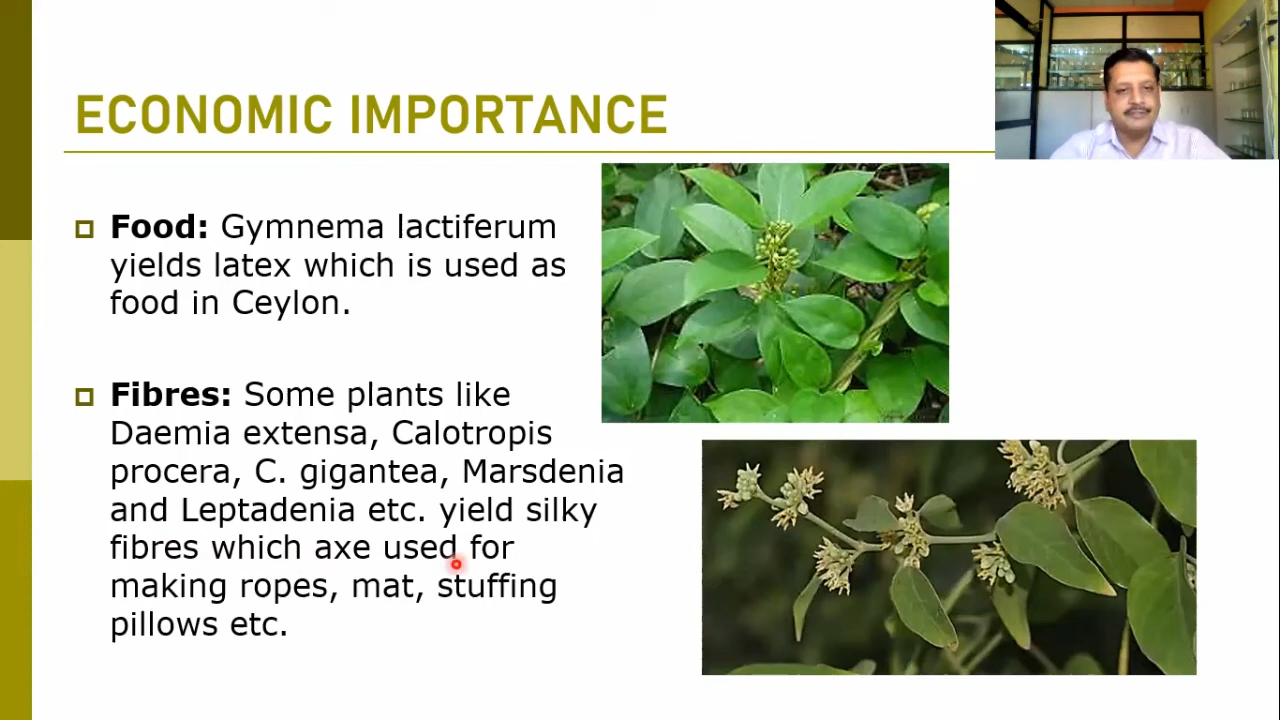 ECONOMIC IMPORTANCE
Food: Gymnema lactiferum
yields latex which is used as
food in Ceylon.
Fibres: Some plants like
Daemia extensa, Calotropis
procera, C. gigantea, Marsdenia
and Leptadenia etc. yield silky
fibres which axe used for
making ropes, mat, stuffing
pillows etc.